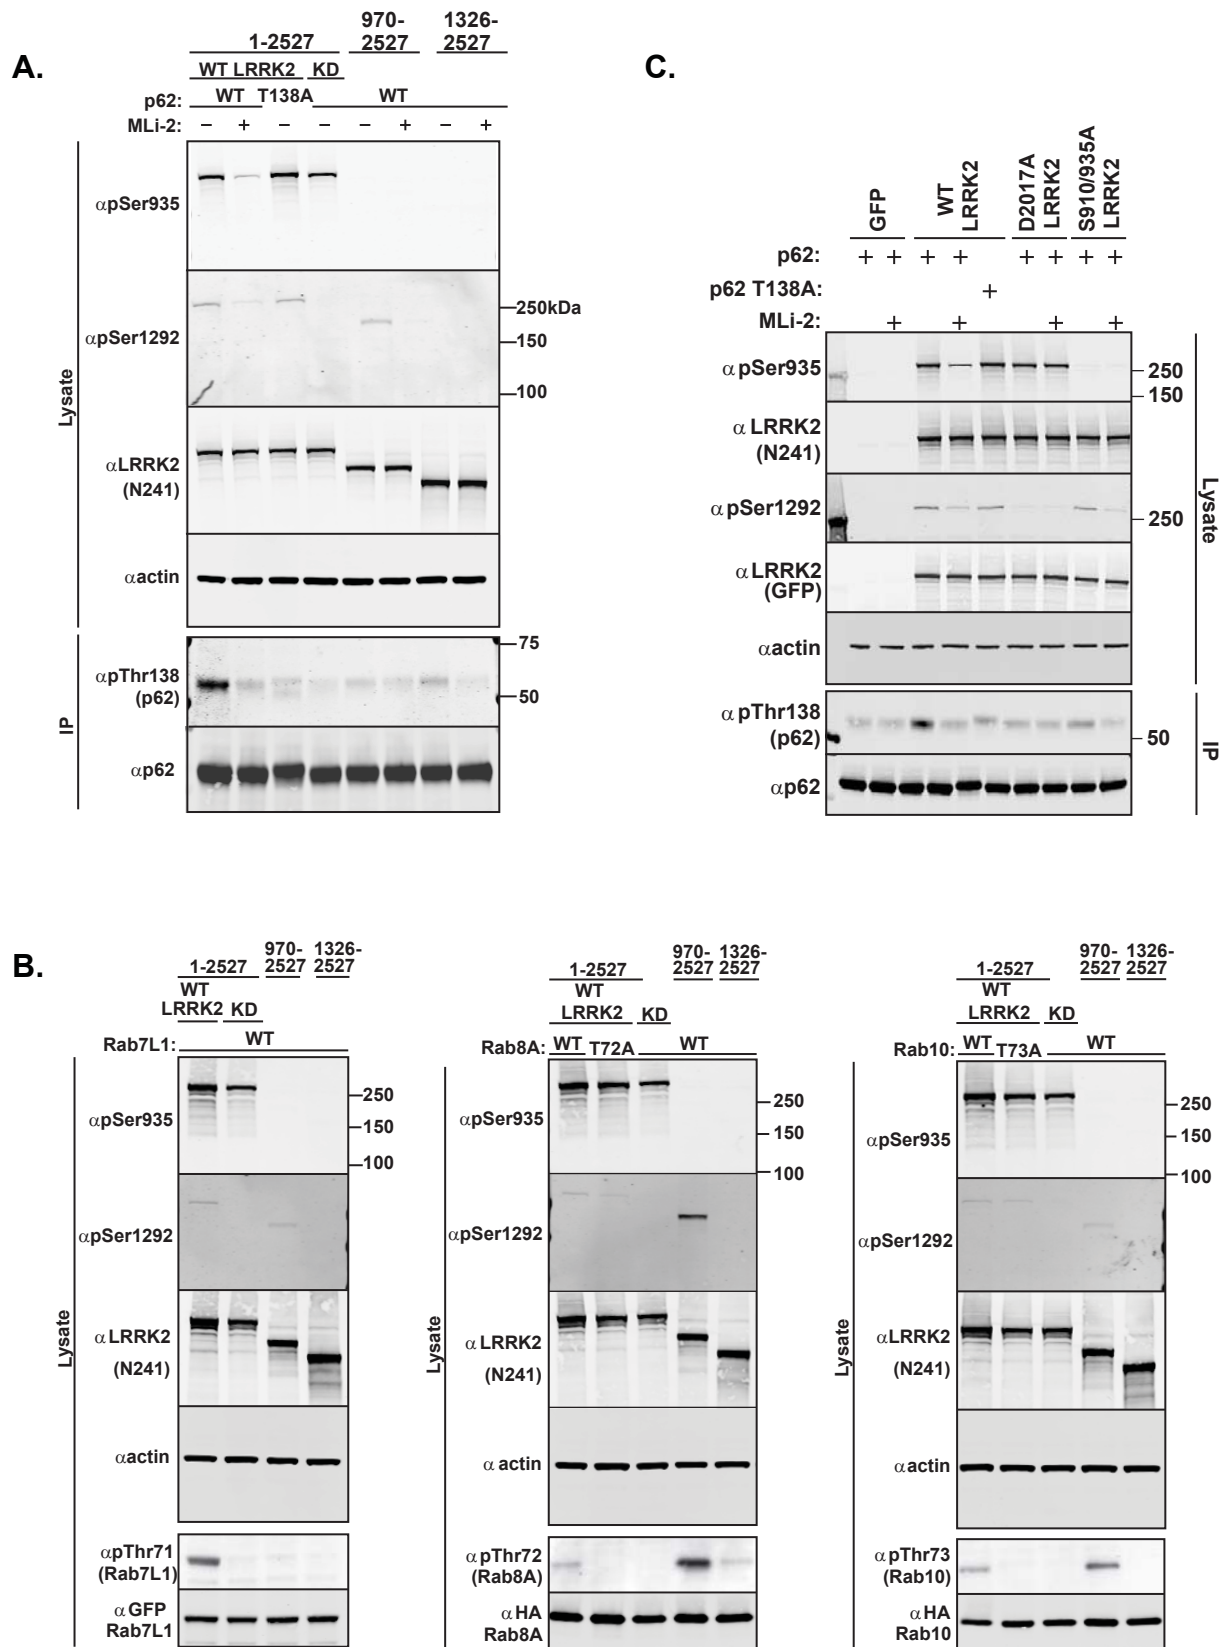 A.
970-
2527
1326-
2527
1-2527
WT LRRK2
KD
p62:
WT
T138A
WT
MLi-2:
– + – – – + – +
Lysate
αpSer935
αpSer1292
250kDa
150
100
αLRRK2
(N241)
αactin
IP
αpThr138
(p62)
75
50
αp62
C.
GFP
WT
LRRK2
D2017A
LRRK2
S910/935A
LRRK2
p62: + + + + + + + +
p62 T138A: +
MLi-2: + + + +
α pSer935
250
150
α LRRK2
(N241)
α pSer1292
250
α LRRK2
(GFP)
αactin
Lysate
α pThr138
(p62)
50
αp62
IP
B.
1-2527
970-
2527
1326-
2527
WT
LRRK2
KD
Rab7L1:
WT
Lysate
αpSer935
250
150
100
αpSer1292
α LRRK2
(N241)
αactin
αpThr71
(Rab7L1)
α GFP
Rab7L1
1-2527
970-
2527
1326-
2527
WT
LRRK2
KD
Rab8A:
WT
T72A
WT
Lysate
αpSer935
250
150
100
αpSer1292
α LRRK2
(N241)
α actin
α pThr72
(Rab8A)
α HA
Rab8A
1-2527
970-
2527
1326-
2527
WT
LRRK2
KD
Rab10:
WT
T73A
WT
Lysate
αpSer935
250
150
100
αpSer1292
αLRRK2
(N241)
αactin
α pThr73
(Rab10)
α HA
Rab10